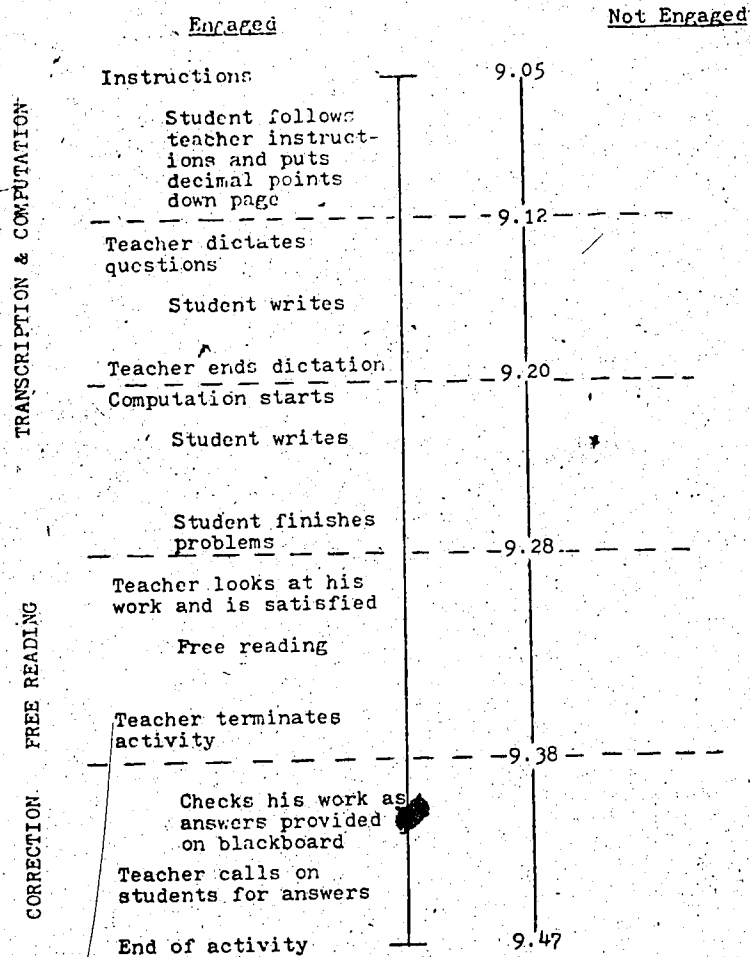 Engaged
Not Engaged
Instructions
9.05
Student follows
teacher instruct-
ions and puts
decimal points
down page
9.12
Teacher dictates
questions
Student writes
Teacher ends dictation
9.20
Computation starts
Student writes
Student finishes
problems
9.28
TRANSCRIPTION & COMPUTATION
Teacher looks at his
work and is satisfied
Free reading
Teacher terminates
activity
9.38
FREE READING
Checks his work as
answers provided
on blackboard
Teacher calls on
students for answers
End of activity
9.47
CORRECTION